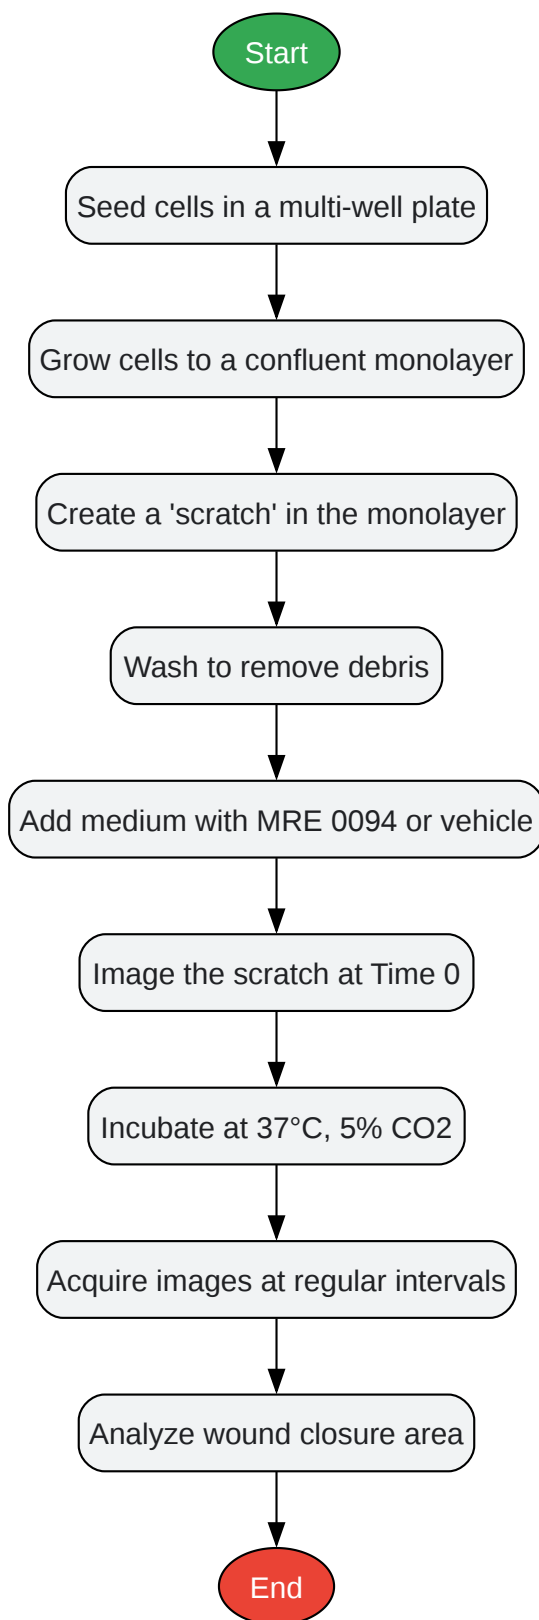 Start
Seed cells in a multi-well plate
Grow cells to a confluent monolayer
Create a 'scratch' in the monolayer
Wash to remove debris
Add medium with MRE 0094 or vehicle
Image the scratch at Time 0
Incubate at 37°C, 5% CO2
Acquire images at regular intervals
Analyze wound closure area
End